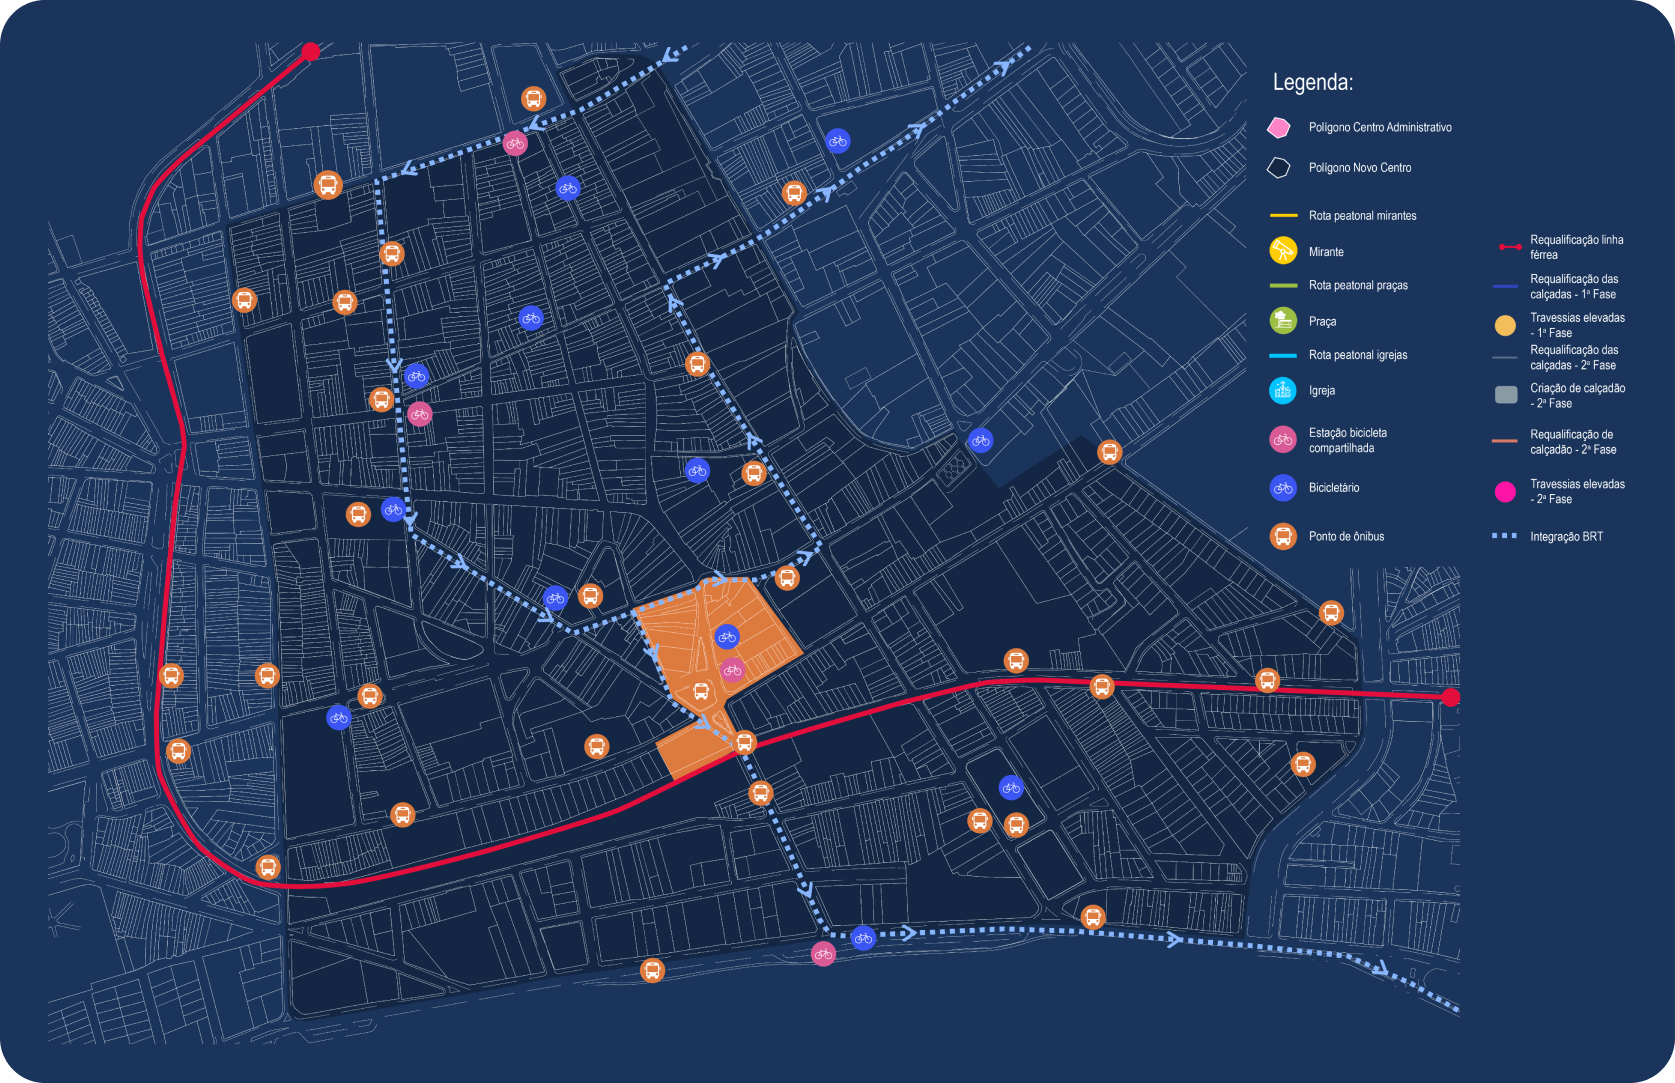 Legenda:
Polígono Centro Administrativo
Polígono Novo Centro
Rota peatonal mirantes
Mirante
Rota peatonal praças
Praça
Rota peatonal igrejas
Igreja
Estação bicicleta
compartilhada
Bicicletário
Ponto de ônibus
Requalificação linha
férrea
Requalificação das
calçadas - 1ª Fase
Travessias elevadas
- 1ª Fase
Requalificação das
calçadas - 2ª Fase
Criação de calçadão
- 2ª Fase
Requalificação de
calçadão - 2ª Fase
Travessias elevadas
- 2ª Fase
Integração BRT